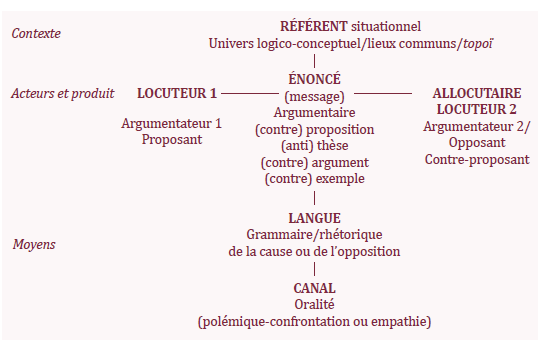 Contexte
RÉFÉRENT situationnel
Univers logico-conceptuel/lieux communs/topoï
Acteurs et produit
LOCUTEUR 1
Argumentateur 1
Proposant
ÉNONCÉ
(message)
Argumentaire
(contre) proposition
(anti) thèse
(contre) argument
(contre) exemple
ALLOCUTAIRE
LOCUTEUR 2
Argumentateur 2/
Opposant
Contre-proposant
Moyens
LANGUE
Grammaire/rhétorique
de la cause ou de l’opposition
CANAL
Oralité
(polémique-confrontation ou empathie)